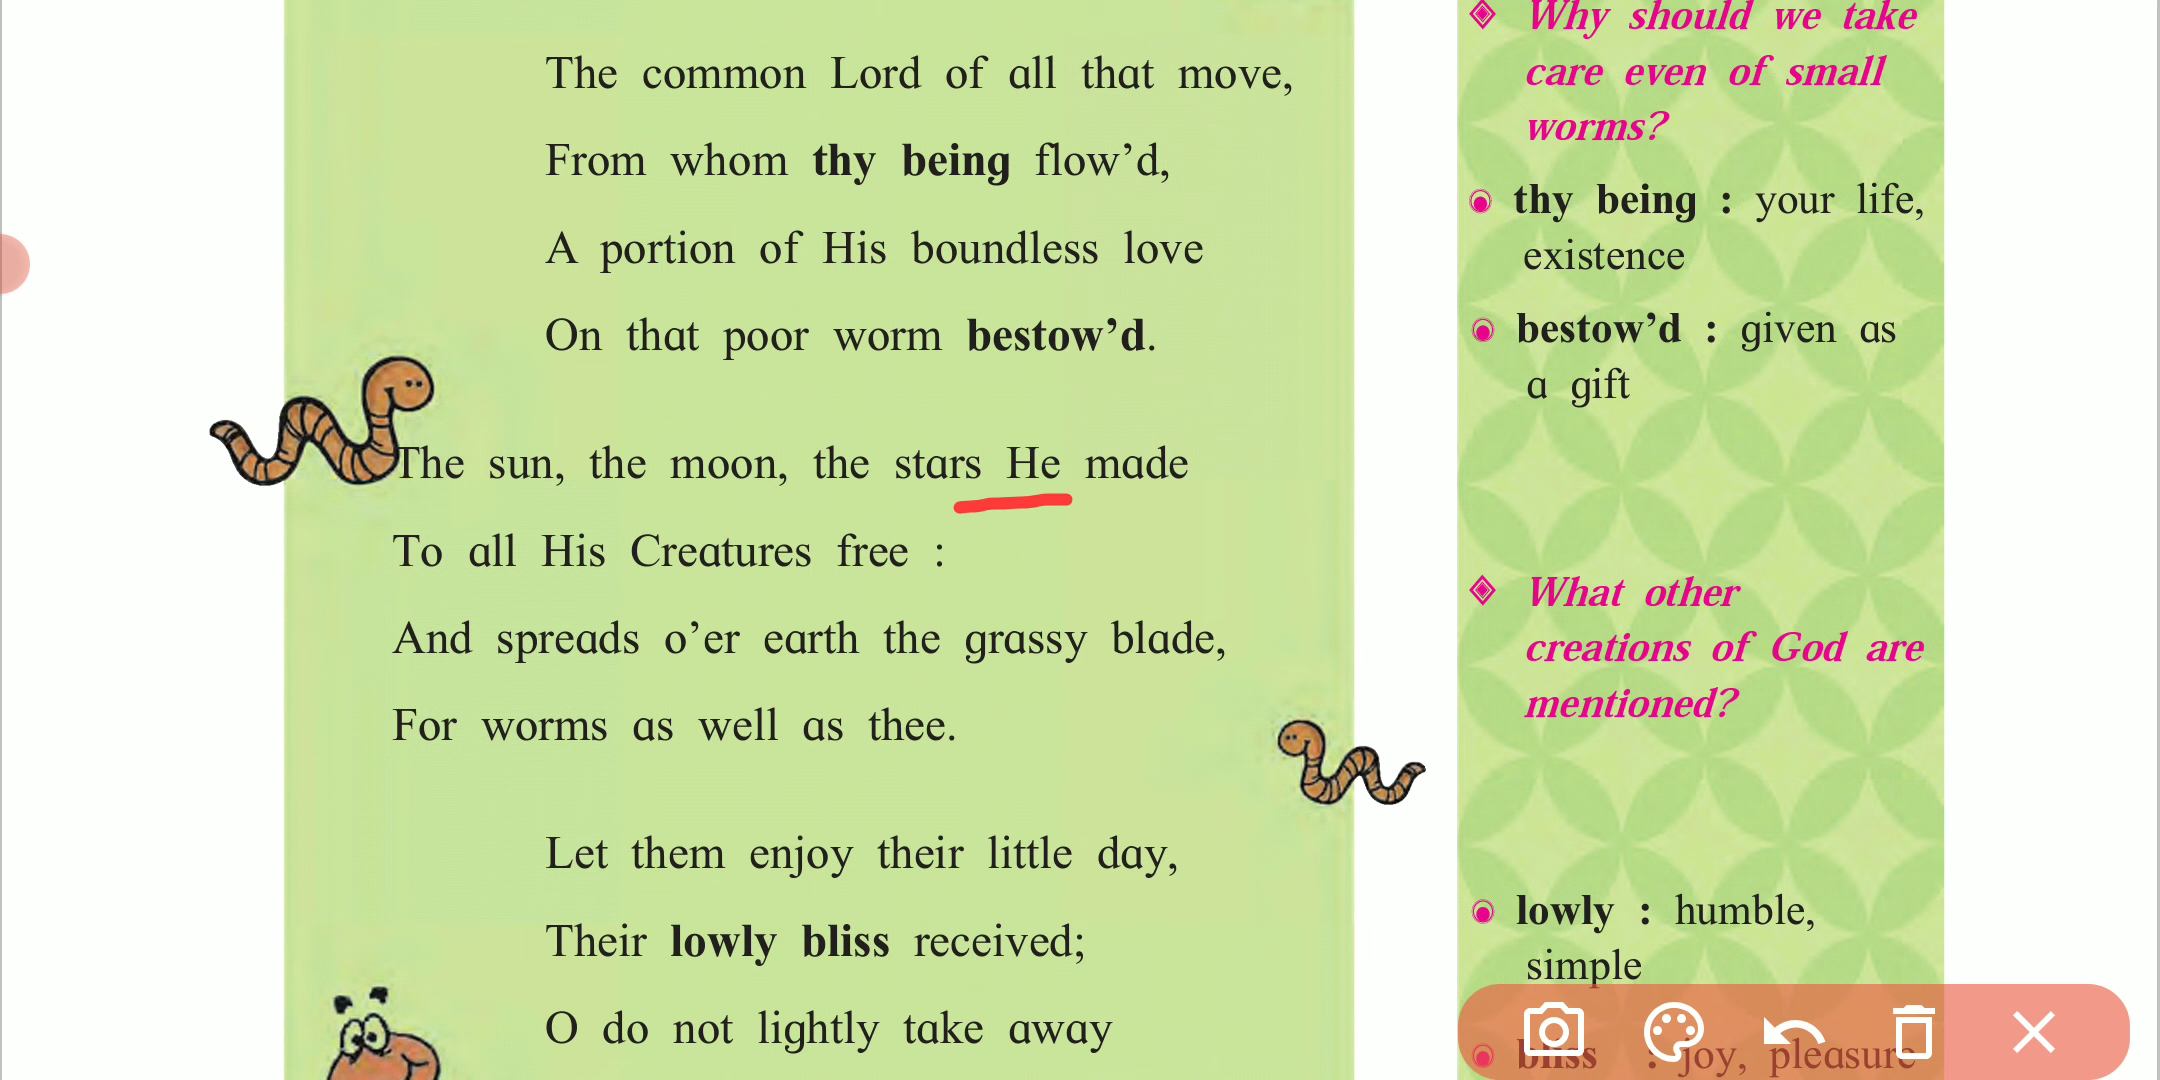 The common Lord of all that move,
From whom thy being flow’d,
A portion of His boundless love
On that poor worm bestow’d.
The sun, the moon, the stars He made
To all His Creatures free :
And spreads o’er earth the grassy blade,
For worms as well as thee.
Let them enjoy their little day,
Their lowly bliss received;
O do not lightly take away
Why should we take
care even of small
worms?
thy being : your life,
existence
bestow’d : given as
a gift
What other
creations of God are
mentioned?
lowly : humble,
simple
bliss : joy, pleasure